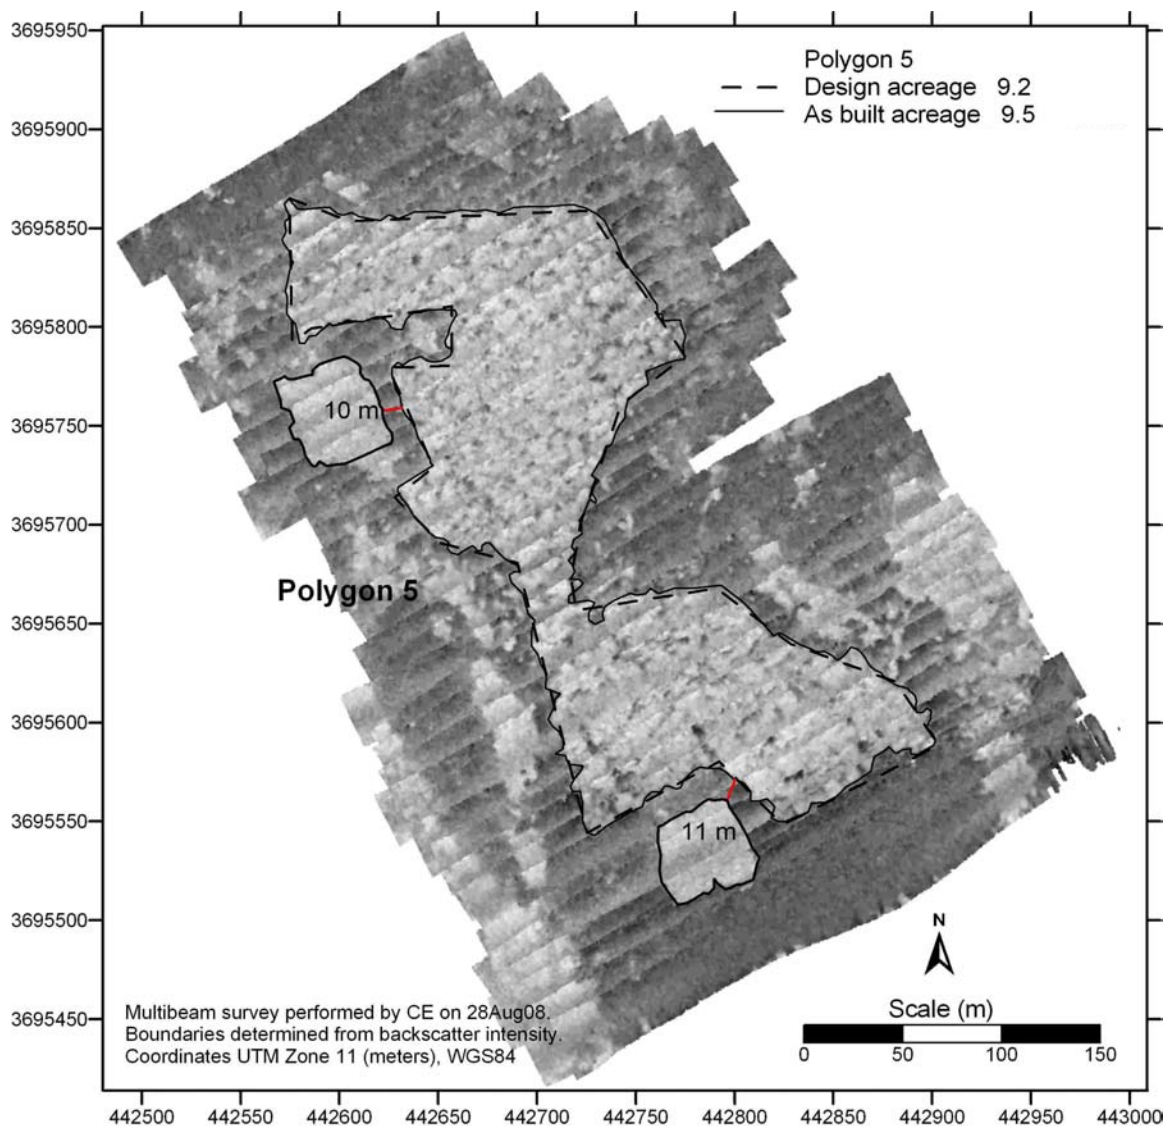 3695950
3695900
3695850
3695800
3695750
3695700
3695650
3695600
3695550
3695500
3695450
Polygon 5
Design acreage 9.2
As built acreage 9.5
10 m
Polygon 5
11 m
N
Multibeam survey performed by CE on 28Aug08.
Boundaries determined from backscatter intensity.
Coordinates UTM Zone 11 (meters), WGS84
Scale (m)
0 50 100 150
442500 442550 442600 442650 442700 442750 442800 442850 442900 442950 443000